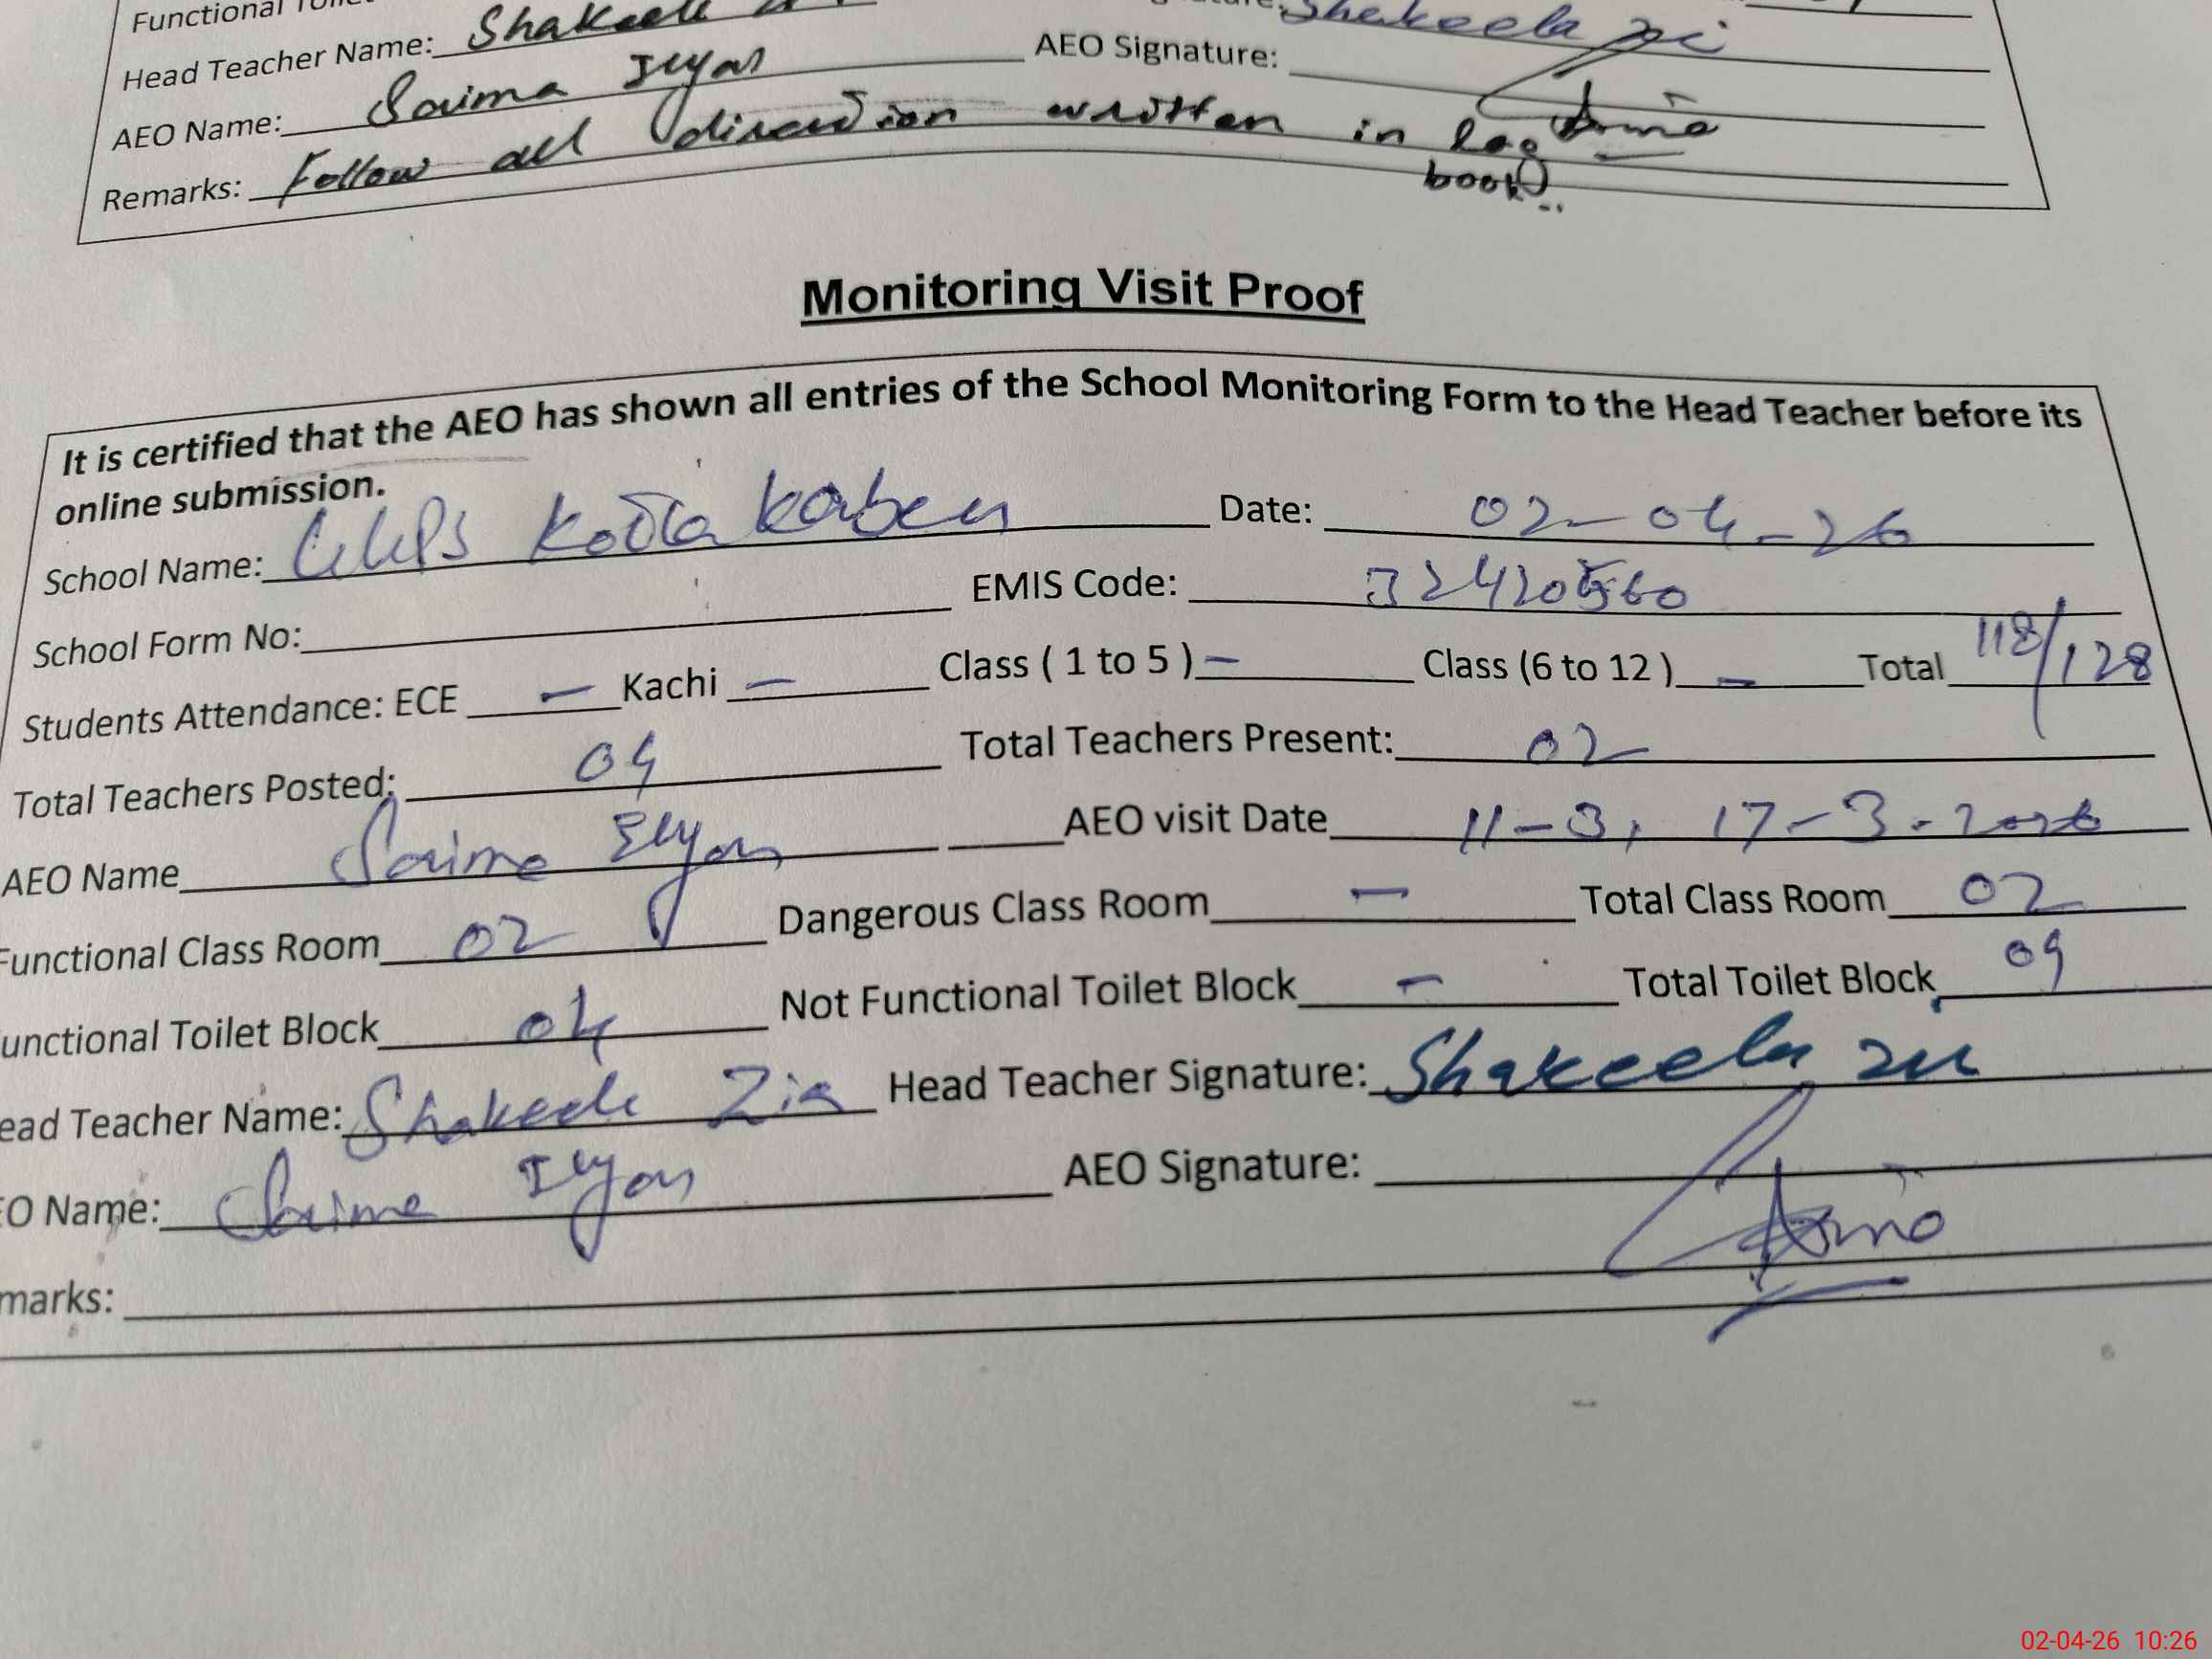 Functional
Head Teacher Name: Shakeela
Shakeela zi
AEO Name: Saima Ilyas AEO Signature:
Remarks: Follow all direction written in log
book..
Monitoring Visit Proof
It is certified that the AEO has shown all entries of the School Monitoring Form to the Head Teacher before its
online submission.
School Name: GGPS Kotla Date: 02-04-26
School Form No: EMIS Code:
Students Attendance: ECE – Kachi – Class ( 1 to 5 ) – Class (6 to 12 ) – Total 118/128
Total Teachers Posted: 04 Total Teachers Present: 02
AEO Name Saima Ilyas AEO visit Date 11-3, 17-3-2026
Functional Class Room 02 Dangerous Class Room – Total Class Room 02
unctional Toilet Block 04 Not Functional Toilet Block – Total Toilet Block 04
ead Teacher Name: Shakeela Zia Head Teacher Signature: Shakeela
EO Name: Saima Ilyas AEO Signature:
marks:
02-04-26 10:26